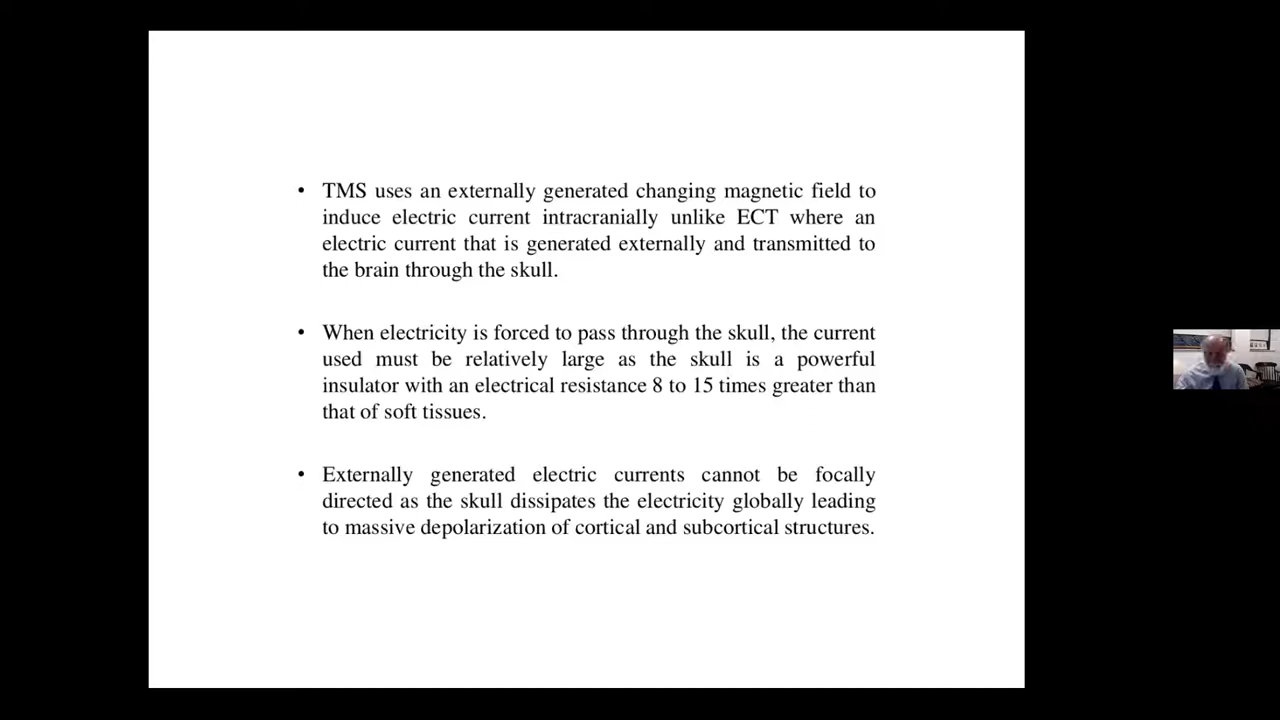 • TMS uses an externally generated changing magnetic field to
induce electric current intracranially unlike ECT where an
electric current that is generated externally and transmitted to
the brain through the skull.
• When electricity is forced to pass through the skull, the current
used must be relatively large as the skull is a powerful
insulator with an electrical resistance 8 to 15 times greater than
that of soft tissues.
• Externally generated electric currents cannot be focally
directed as the skull dissipates the electricity globally leading
to massive depolarization of cortical and subcortical structures.